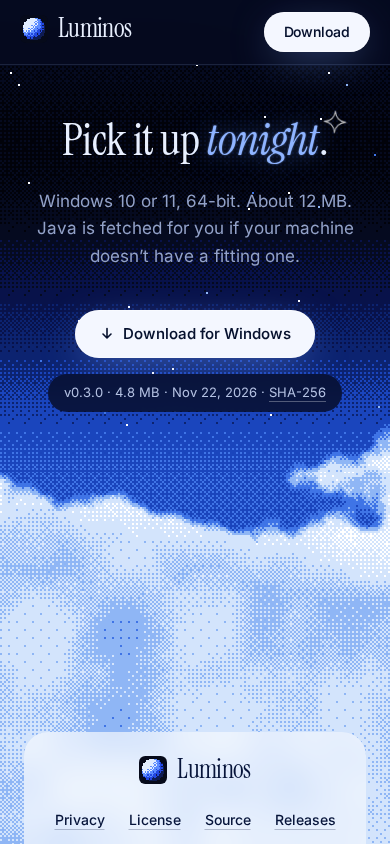 Luminos
Download
Pick it up tonight.
Windows 10 or 11, 64-bit. About 12 MB.
Java is fetched for you if your machine
doesn’t have a fitting one.
↓ Download for Windows
v0.3.0 · 4.8 MB · Nov 22, 2026 · SHA-256
Luminos
Privacy License Source Releases